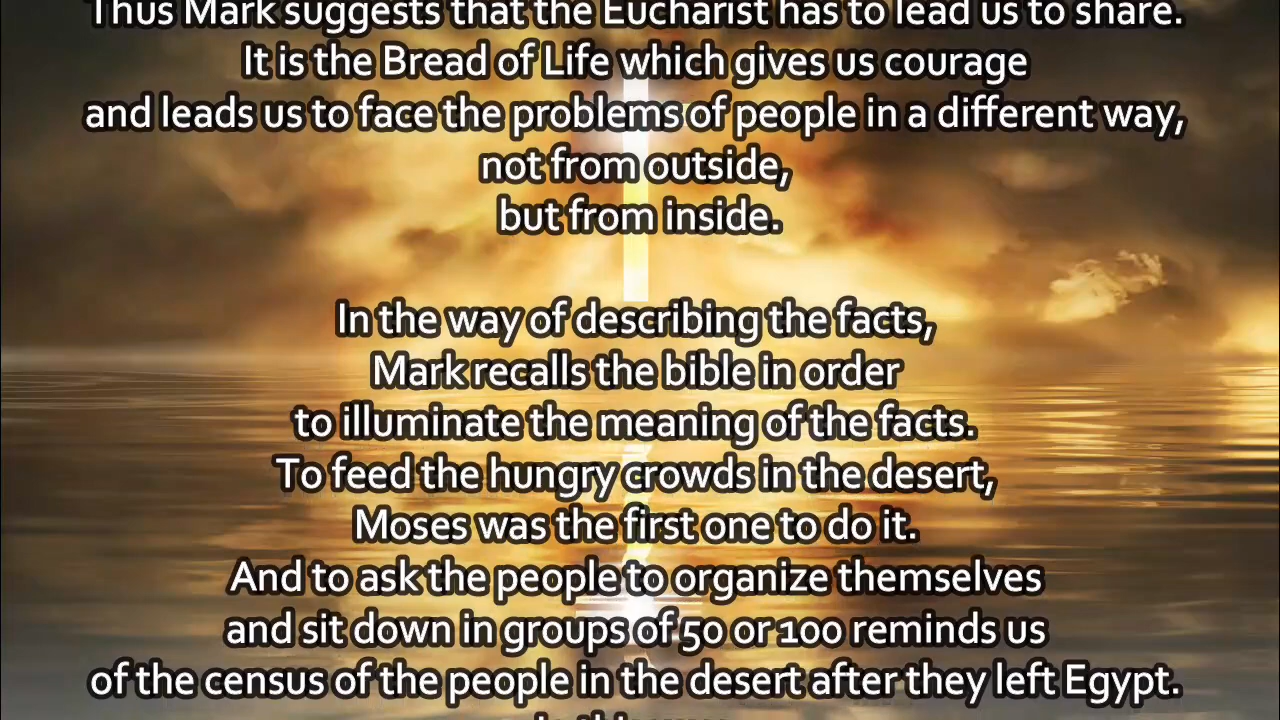 Thus Mark suggests that the Eucharist has to lead us to share.
It is the Bread of Life which gives us courage
and leads us to face the problems of people in a different way,
not from outside,
but from inside.
In the way of describing the facts,
Mark recalls the bible in order
to illuminate the meaning of the facts.
To feed the hungry crowds in the desert,
Moses was the first one to do it.
And to ask the people to organize themselves
and sit down in groups of 50 or 100 reminds us
of the census of the people in the desert after they left Egypt.